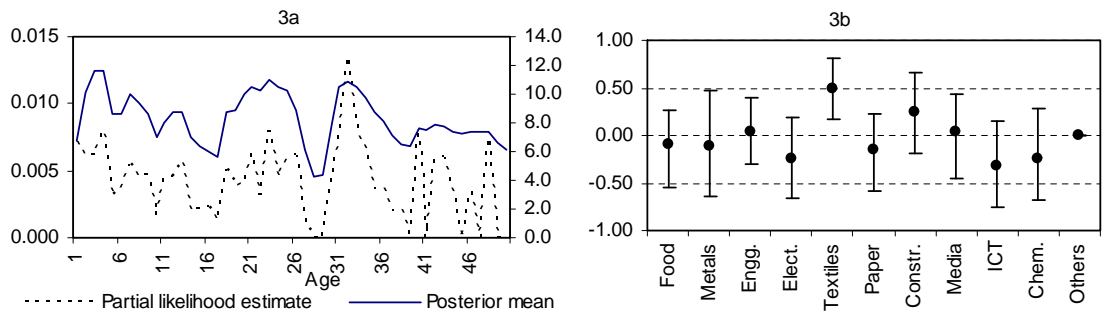 3a
0.015
0.010
0.005
0.000
14.0
12.0
10.0
8.0
6.0
4.0
2.0
0.0
1 6 11 16 21 26 31 36 41 46
Age
Partial likelihood estimate Posterior mean
3b
1.00
0.50
0.00
-0.50
-1.00
Food
Metals
Engg.
Elect.
Textiles
Paper
Constr.
Media
ICT
Chem.
Others